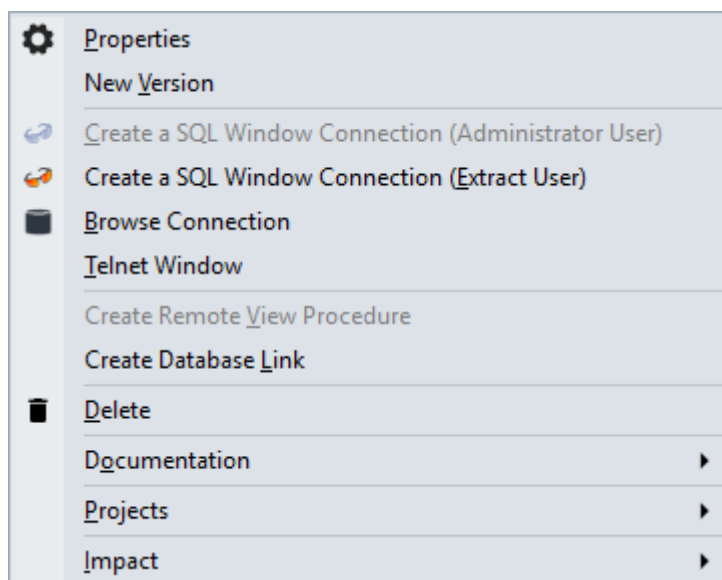 Properties
New Version
Create a SQL Window Connection (Administrator User)
Create a SQL Window Connection (Extract User)
Browse Connection
Telnet Window
Create Remote View Procedure
Create Database Link
Delete
Documentation
Projects
Impact